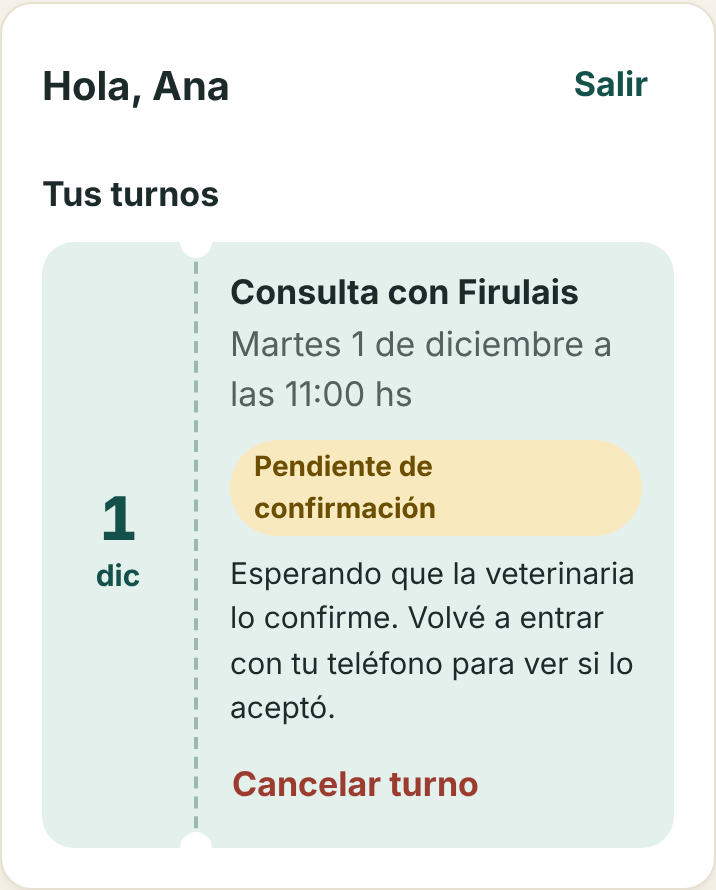 Hola, Ana
Salir
Tus turnos
1
dic
Consulta con Firulais
Martes 1 de diciembre a
las 11:00 hs
Pendiente de
confirmación
Esperando que la veterinaria
lo confirme. Volvé a entrar
con tu teléfono para ver si lo
aceptó.
Cancelar turno